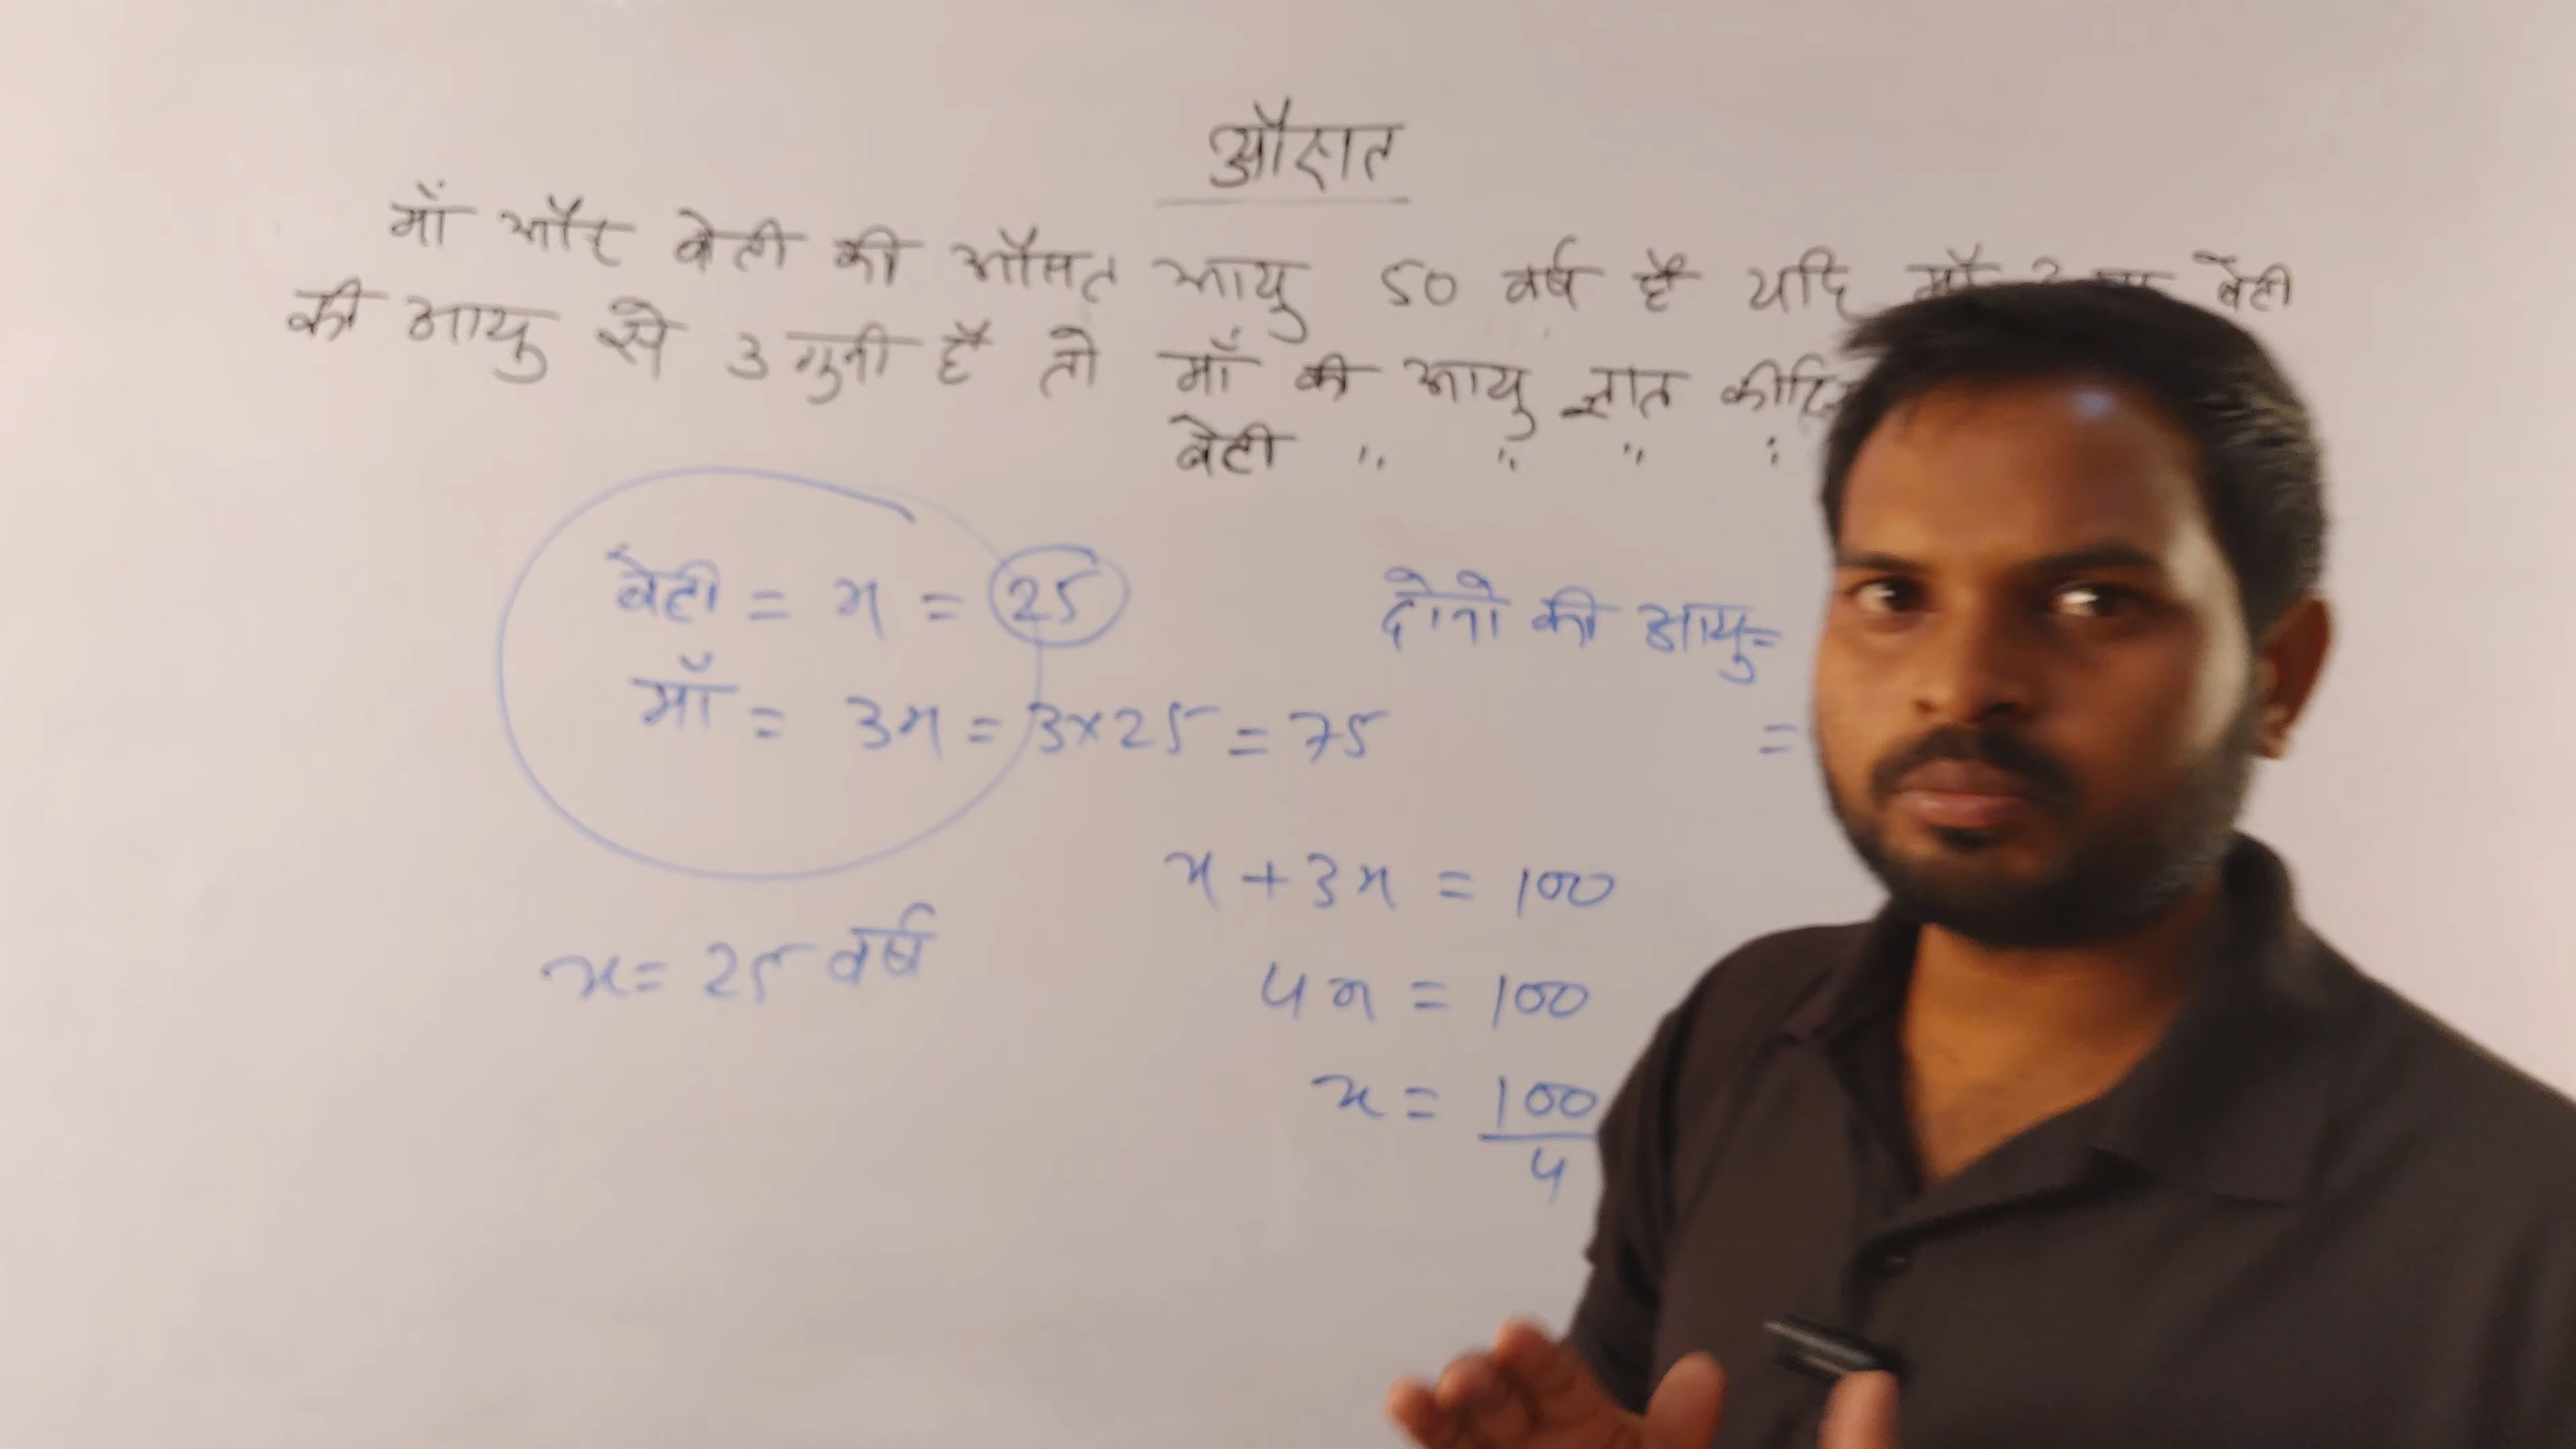 औसत
माँ और बेटी की औसत आयु 50 वर्ष है यदि बेटी
की आयु से 3 गुनी है तो माँ की आयु ज्ञात
बेटी " " " "
बेटी = x = 25
दोनो की आयु =
माँ = 3x = 3×25 = 75
=
x + 3x = 100
x = 25 वर्ष
4x = 100
x = 100/4